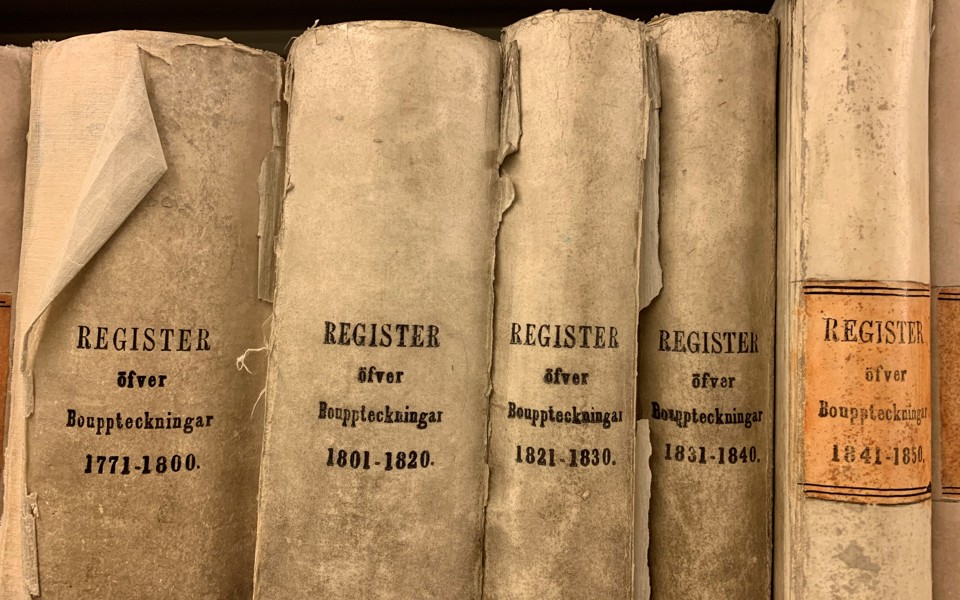 REGISTER
öfver
Bouppteckningar
1771-1800.
REGISTER
öfver
Bouppteckningar
1801-1820.
REGISTER
öfver
Bouppteckningar
1821-1830.
REGISTER
öfver
Bouppteckningar
1831-1840.
REGISTER
öfver
Bouppteckningar
1841-1850.